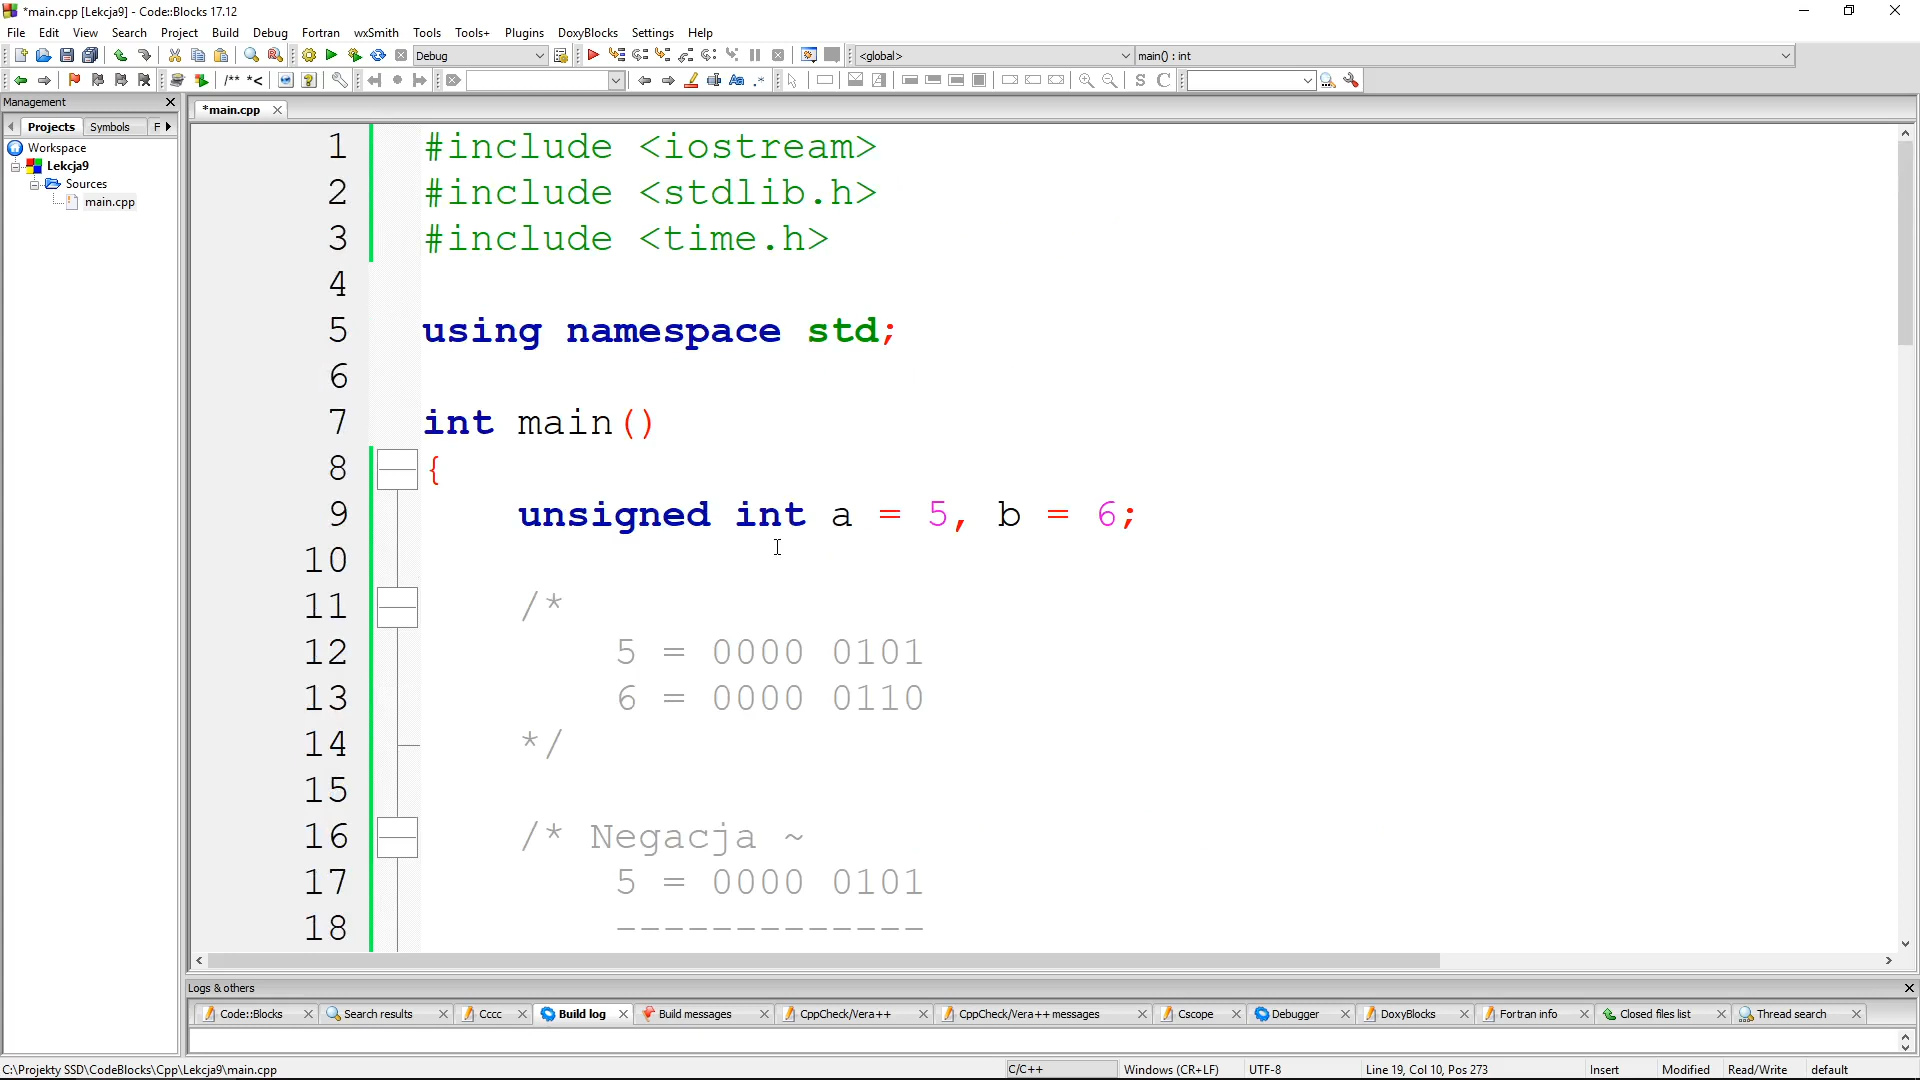 *main.cpp [Lekcja9] - Code::Blocks 17.12
File Edit View Search Project Build Debug Fortran wxSmith Tools Tools+ Plugins DoxyBlocks Settings Help
Debug <global> main() : int
/** *<
Aa .* S C
Management
Projects Symbols F
*main.cpp
Workspace
Lekcja9
Sources
main.cpp
1 #include <iostream>
2 #include <stdlib.h>
3 #include <time.h>
4
5 using namespace std;
6
7 int main()
8 {
9 unsigned int a = 5, b = 6;
10
11 /*
12 5 = 0000 0101
13 6 = 0000 0110
14 */
15
16 /* Negacja ~
17 5 = 0000 0101
18 -------------
Logs & others
Code::Blocks Search results Cccc Build log Build messages CppCheck/Vera++ CppCheck/Vera++ messages Cscope Debugger DoxyBlocks Fortran info Closed files list Thread search
C:\Projekty SSD\CodeBlocks\Cpp\Lekcja9\main.cpp C/C++ Windows (CR+LF) UTF-8 Line 19, Col 10, Pos 273 Insert Modified Read/Write default